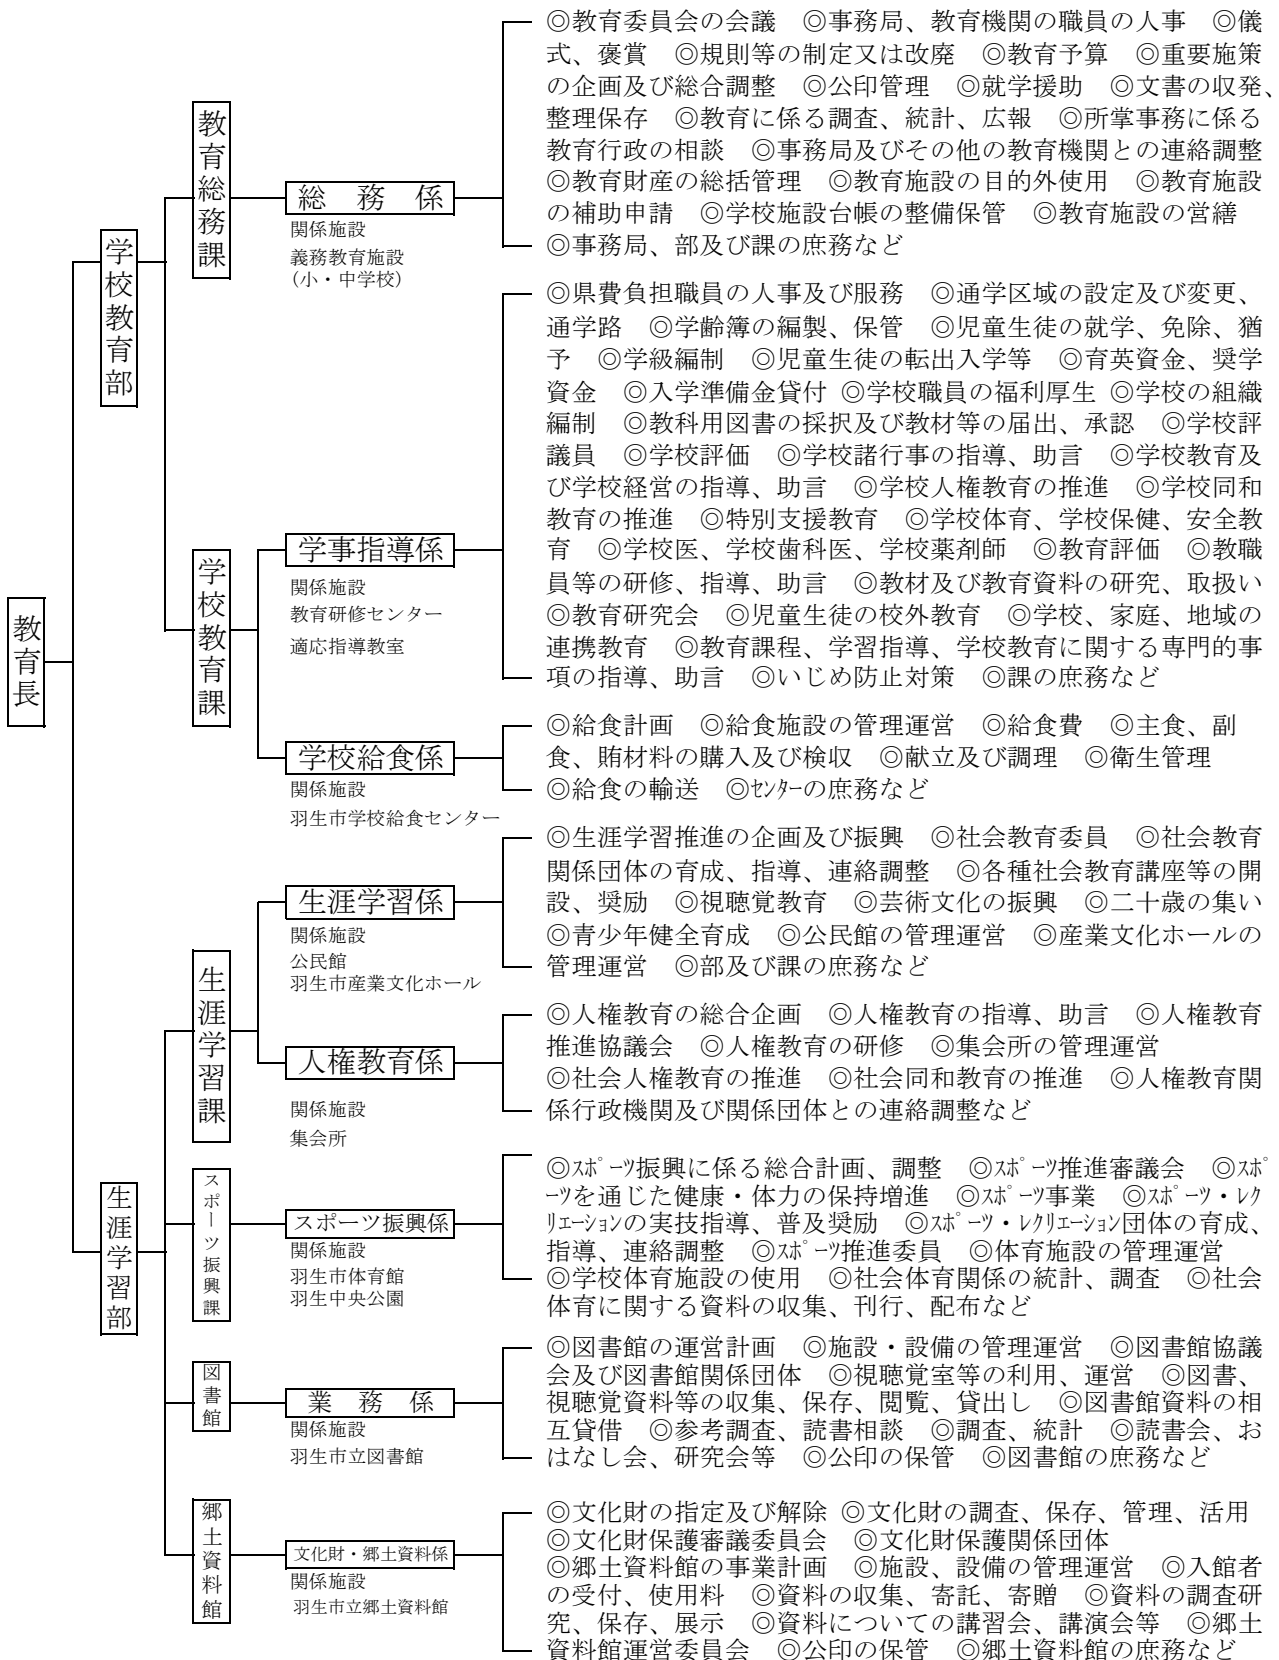 教育長
学校教育部
教育総務課
総　務　係
関係施設
義務教育施設
（小・中学校）
◎教育委員会の会議　◎事務局、教育機関の職員の人事　◎儀
式、褒賞　◎規則等の制定又は改廃　◎教育予算　◎重要施策
の企画及び総合調整　◎公印管理　◎就学援助　◎文書の収発、
整理保存　◎教育に係る調査、統計、広報　◎所掌事務に係る
教育行政の相談　◎事務局及びその他の教育機関との連絡調整
◎教育財産の総括管理　◎教育施設の目的外使用　◎教育施設
の補助申請　◎学校施設台帳の整備保管　◎教育施設の営繕
◎事務局、部及び課の庶務など
学校教育課
学事指導係
関係施設
教育研修センター
適応指導教室
◎県費負担職員の人事及び服務　◎通学区域の設定及び変更、
通学路　◎学齢簿の編製、保管　◎児童生徒の就学、免除、猶
予　◎学級編制　◎児童生徒の転出入学等　◎育英資金、奨学
資金　◎入学準備金貸付 ◎学校職員の福利厚生 ◎学校の組織
編制　◎教科用図書の採択及び教材等の届出、承認　◎学校評
議員　◎学校評価　◎学校諸行事の指導、助言　◎学校教育及
び学校経営の指導、助言　◎学校人権教育の推進　◎学校同和
教育の推進　◎特別支援教育　◎学校体育、学校保健、安全教
育　◎学校医、学校歯科医、学校薬剤師　◎教育評価　◎教職
員等の研修、指導、助言　◎教材及び教育資料の研究、取扱い
◎教育研究会　◎児童生徒の校外教育　◎学校、家庭、地域の
連携教育　◎教育課程、学習指導、学校教育に関する専門的事
項の指導、助言　◎いじめ防止対策　◎課の庶務など
学校給食係
関係施設
羽生市学校給食センター
◎給食計画　◎給食施設の管理運営　◎給食費　◎主食、副
食、賄材料の購入及び検収　◎献立及び調理　◎衛生管理
◎給食の輸送　◎ｾﾝﾀｰの庶務など
生涯学習部
生涯学習課
生涯学習係
関係施設
公民館
羽生市産業文化ホール
◎生涯学習推進の企画及び振興　◎社会教育委員　◎社会教育
関係団体の育成、指導、連絡調整　◎各種社会教育講座等の開
設、奨励　◎視聴覚教育　◎芸術文化の振興　◎二十歳の集い
◎青少年健全育成　◎公民館の管理運営　◎産業文化ホールの
管理運営　◎部及び課の庶務など
人権教育係
関係施設
集会所
◎人権教育の総合企画　◎人権教育の指導、助言　◎人権教育
推進協議会　◎人権教育の研修　◎集会所の管理運営
◎社会人権教育の推進　◎社会同和教育の推進　◎人権教育関
係行政機関及び関係団体との連絡調整など
スポーツ振興課
スポーツ振興係
関係施設
羽生市体育館
羽生中央公園
◎ｽﾎﾟｰﾂ振興に係る総合計画、調整　◎ｽﾎﾟｰﾂ推進審議会　◎ｽﾎﾟ
ｰﾂを通じた健康・体力の保持増進　◎ｽﾎﾟｰﾂ事業　◎ｽﾎﾟｰﾂ・ﾚｸ
ﾘｴｰｼｮﾝの実技指導、普及奨励　◎ｽﾎﾟｰﾂ・ﾚｸﾘｴｰｼｮﾝ団体の育成、
指導、連絡調整　◎ｽﾎﾟｰﾂ推進委員　◎体育施設の管理運営
◎学校体育施設の使用　◎社会体育関係の統計、調査　◎社会
体育に関する資料の収集、刊行、配布など
図書館
業　務　係
関係施設
羽生市立図書館
◎図書館の運営計画　◎施設・設備の管理運営　◎図書館協議
会及び図書館関係団体　◎視聴覚室等の利用、運営　◎図書、
視聴覚資料等の収集、保存、閲覧、貸出し　◎図書館資料の相
互貸借　◎参考調査、読書相談　◎調査、統計　◎読書会、お
はなし会、研究会等　◎公印の保管　◎図書館の庶務など
郷土資料館
文化財・郷土資料係
関係施設
羽生市立郷土資料館
◎文化財の指定及び解除 ◎文化財の調査、保存、管理、活用
◎文化財保護審議委員会　◎文化財保護関係団体
◎郷土資料館の事業計画　◎施設、設備の管理運営　◎入館者
の受付、使用料　◎資料の収集、寄託、寄贈　◎資料の調査研
究、保存、展示　◎資料についての講習会、講演会等　◎郷土
資料館運営委員会　◎公印の保管　◎郷土資料館の庶務など